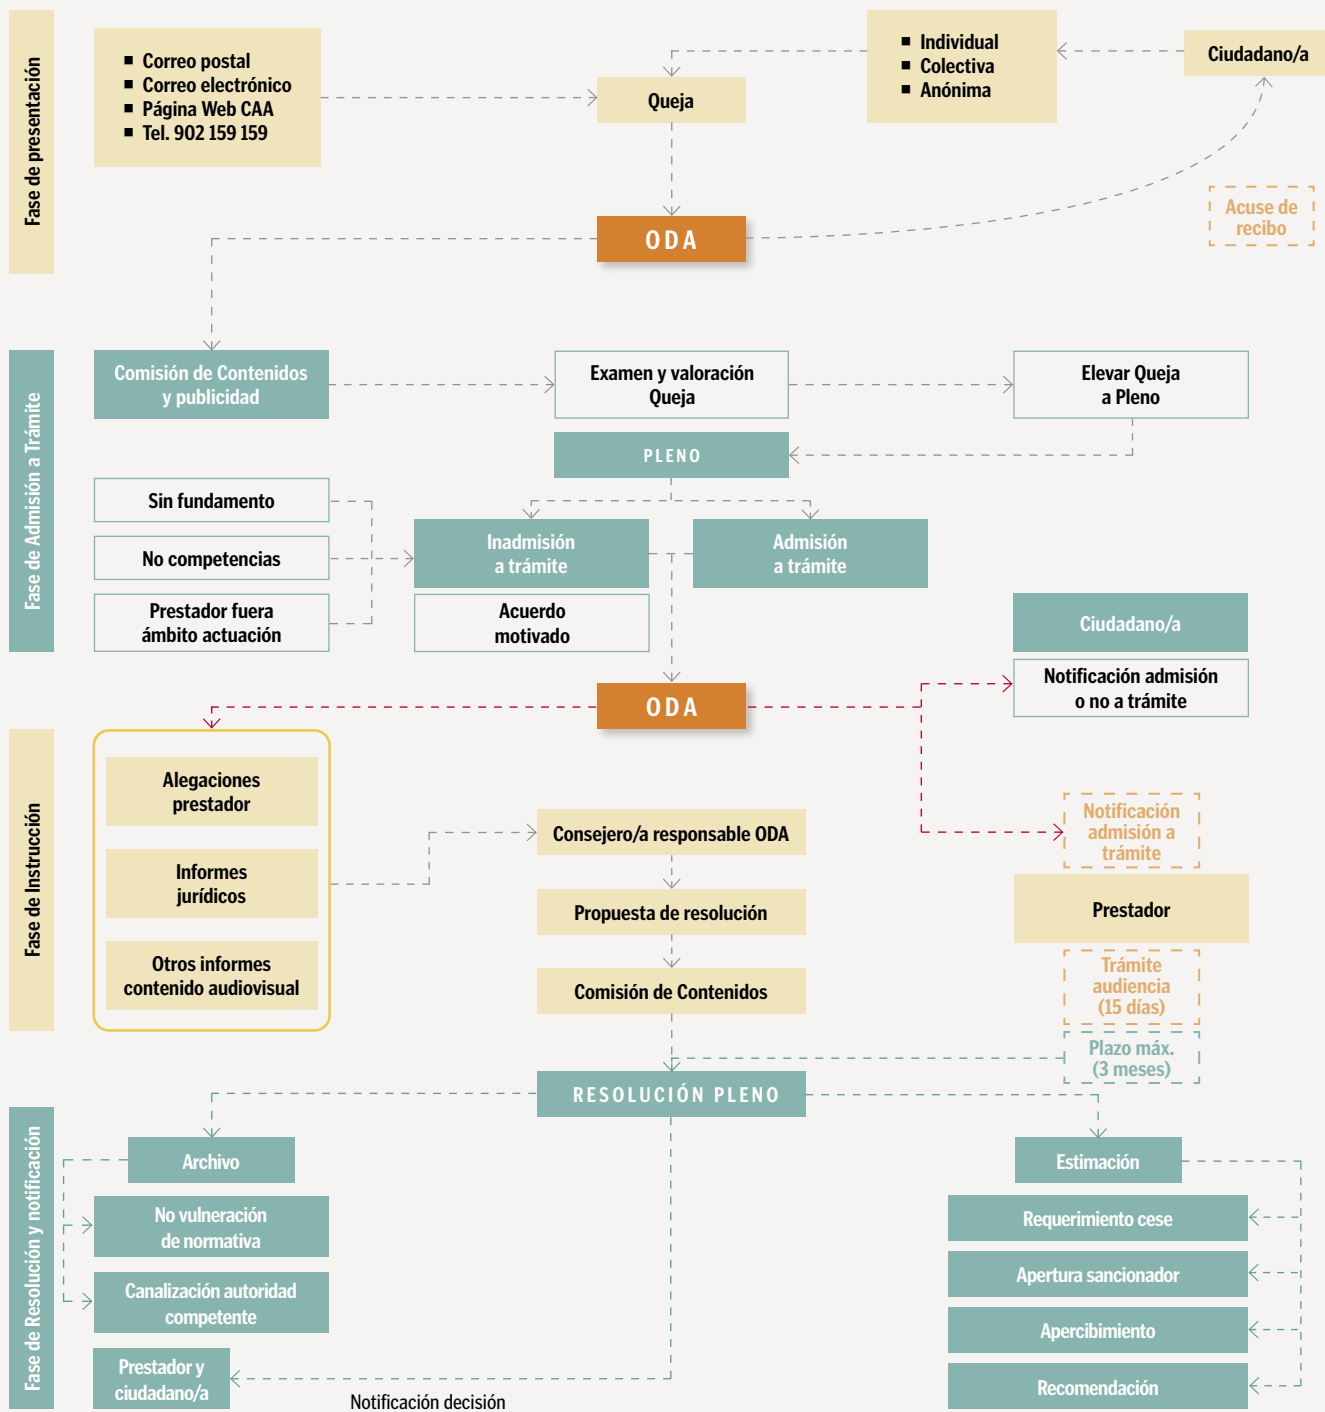 Fase de presentación
■ Correo postal
■ Correo electrónico
■ Página Web CAA
■ Tel. 902 159 159
Queja
■ Individual
■ Colectiva
■ Anónima
Ciudadano/a
Acuse de
recibo
ODA
Fase de Admisión a Trámite
Comisión de Contenidos
y publicidad
Examen y valoración
Queja
Elevar Queja
a Pleno
PLENO
Sin fundamento
No competencias
Prestador fuera
ámbito actuación
Inadmisión
a trámite
Acuerdo
motivado
Admisión
a trámite
Ciudadano/a
Notificación admisión
o no a trámite
ODA
Fase de Instrucción
Alegaciones
prestador
Informes
jurídicos
Otros informes
contenido audiovisual
Consejero/a responsable ODA
Propuesta de resolución
Comisión de Contenidos
Notificación
admisión a
trámite
Prestador
Trámite
audiencia
(15 días)
Plazo máx.
(3 meses)
RESOLUCIÓN PLENO
Fase de Resolución y notificación
Archivo
No vulneración
de normativa
Canalización autoridad
competente
Prestador y
ciudadano/a
Notificación decisión
Estimación
Requerimiento cese
Apertura sancionador
Apercibimiento
Recomendación